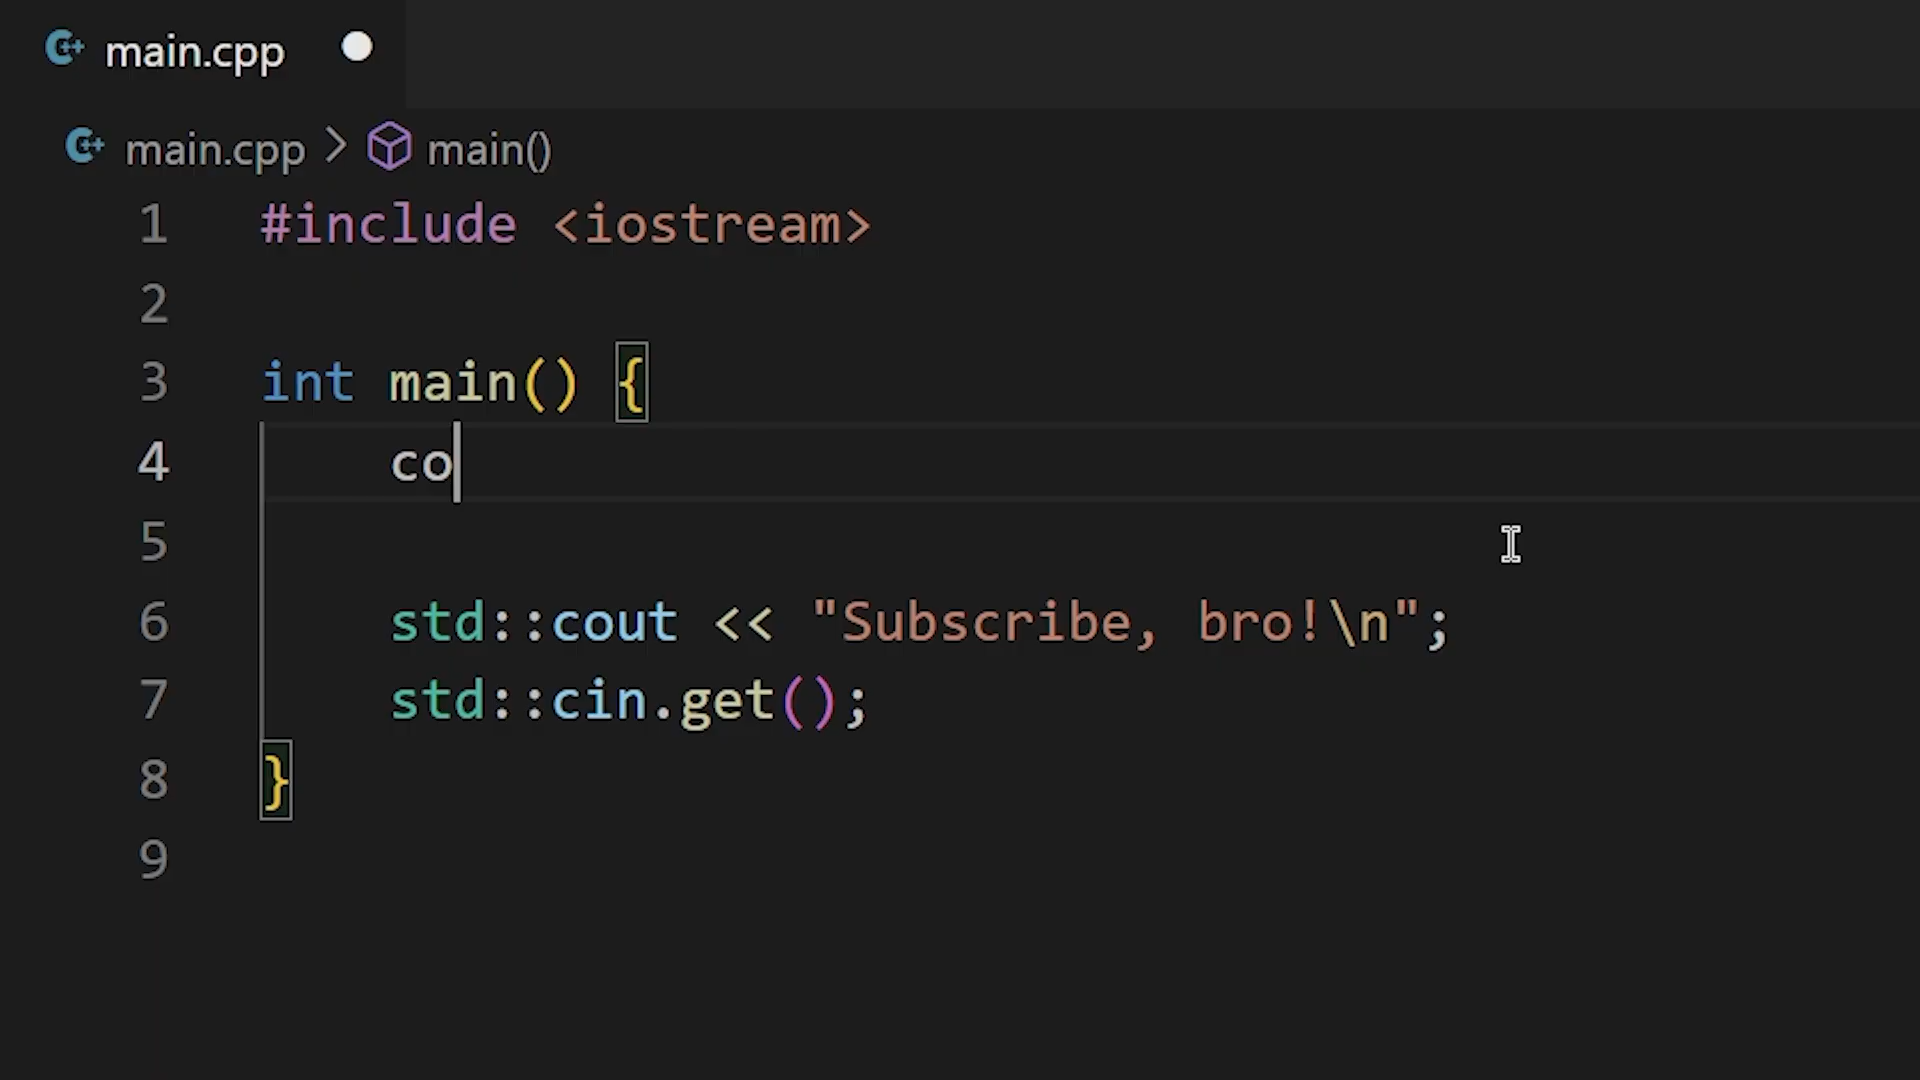 main.cpp
main.cpp > main()
1 #include <iostream>
2
3 int main() {
4     co
5
6     std::cout << "Subscribe, bro!\n";
7     std::cin.get();
8 }
9